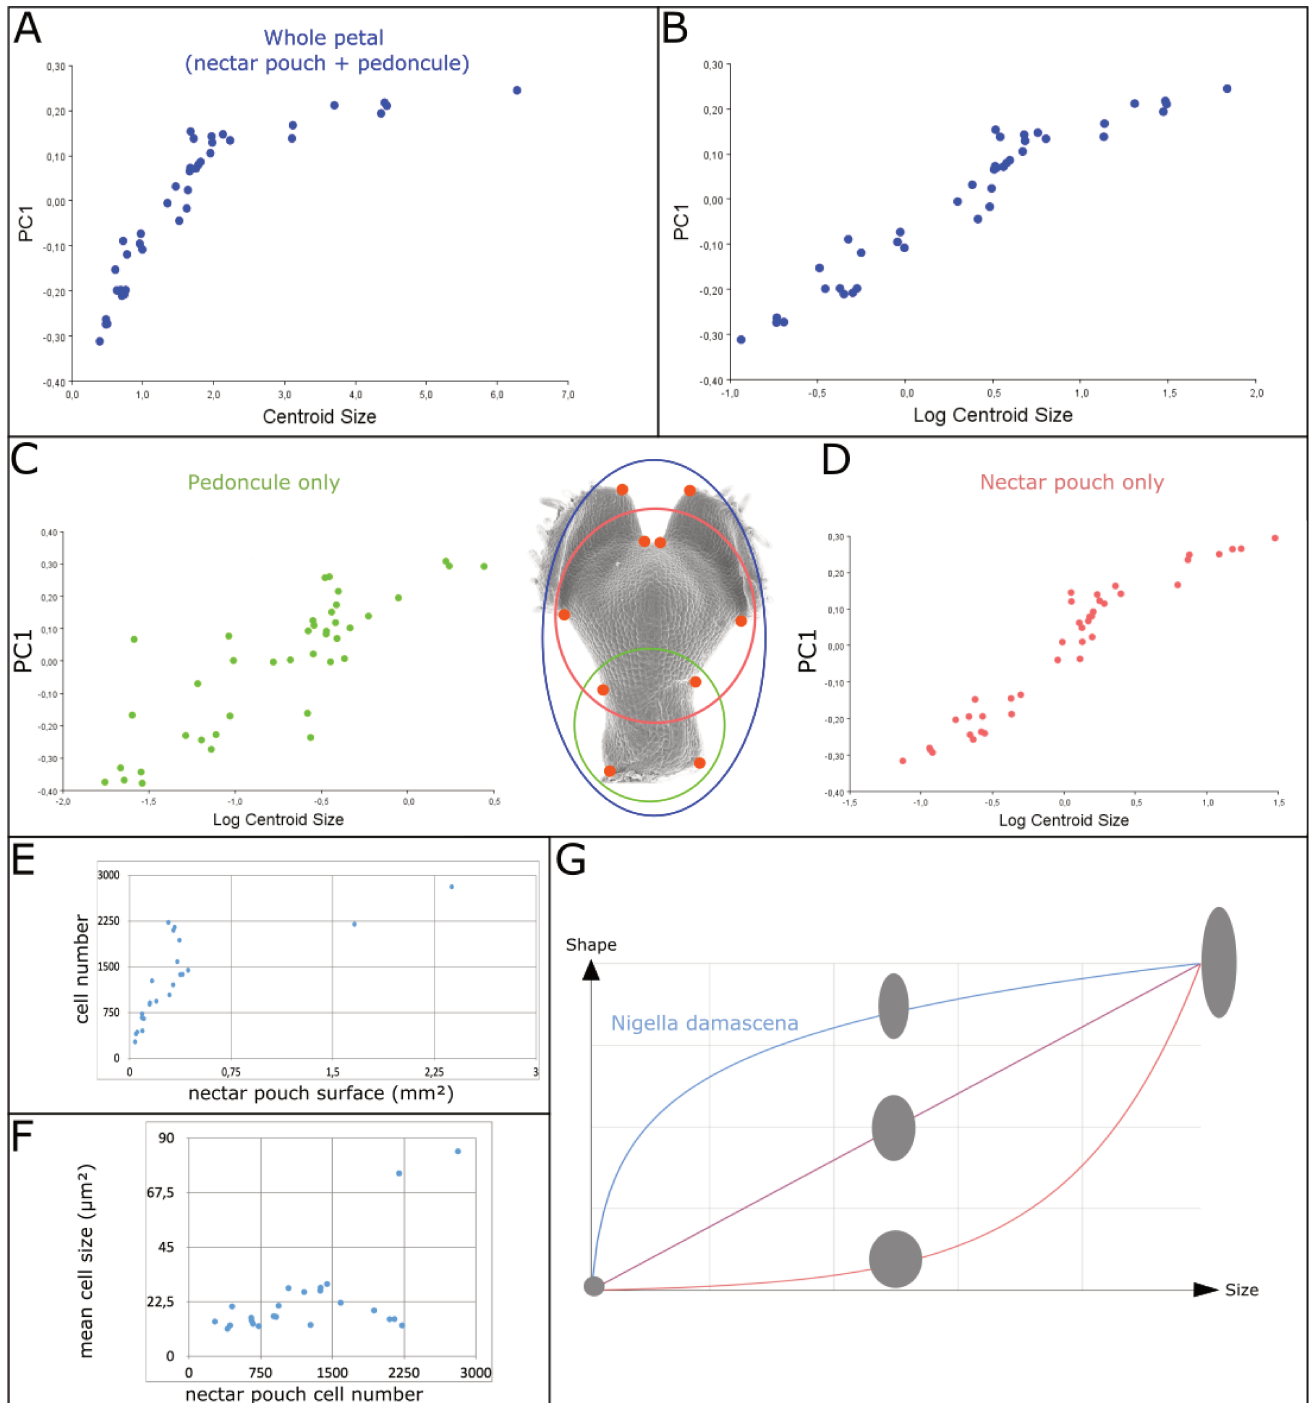 A
Whole petal
(nectar pouch + pedoncule)
PC1
0,30
0,20
0,10
0,00
-0,10
-0,20
-0,30
-0,40
0,0 1,0 2,0 3,0 4,0 5,0 6,0 7,0
Centroid Size
B
PC1
0,30
0,20
0,10
0,00
-0,10
-0,20
-0,30
-0,40
-1,0 -0,5 0,0 0,5 1,0 1,5 2,0
Log Centroid Size
C
Pedoncule only
PC1
0,40
0,30
0,20
0,10
0,00
-0,10
-0,20
-0,30
-0,40
-2,0 -1,5 -1,0 -0,5 0,0 0,5
Log Centroid Size
D
Nectar pouch only
PC1
0,30
0,20
0,10
0,00
-0,10
-0,20
-0,30
-0,40
-1,5 -1,0 -0,5 0,0 0,5 1,0 1,5
Log Centroid Size
E
cell number
3000
2250
1500
750
0
0 0,75 1,5 2,25 3
nectar pouch surface (mm²)
F
mean cell size (µm²)
90
67,5
45
22,5
0
0 750 1500 2250 3000
nectar pouch cell number
G
Shape
Nigella damascena
Size